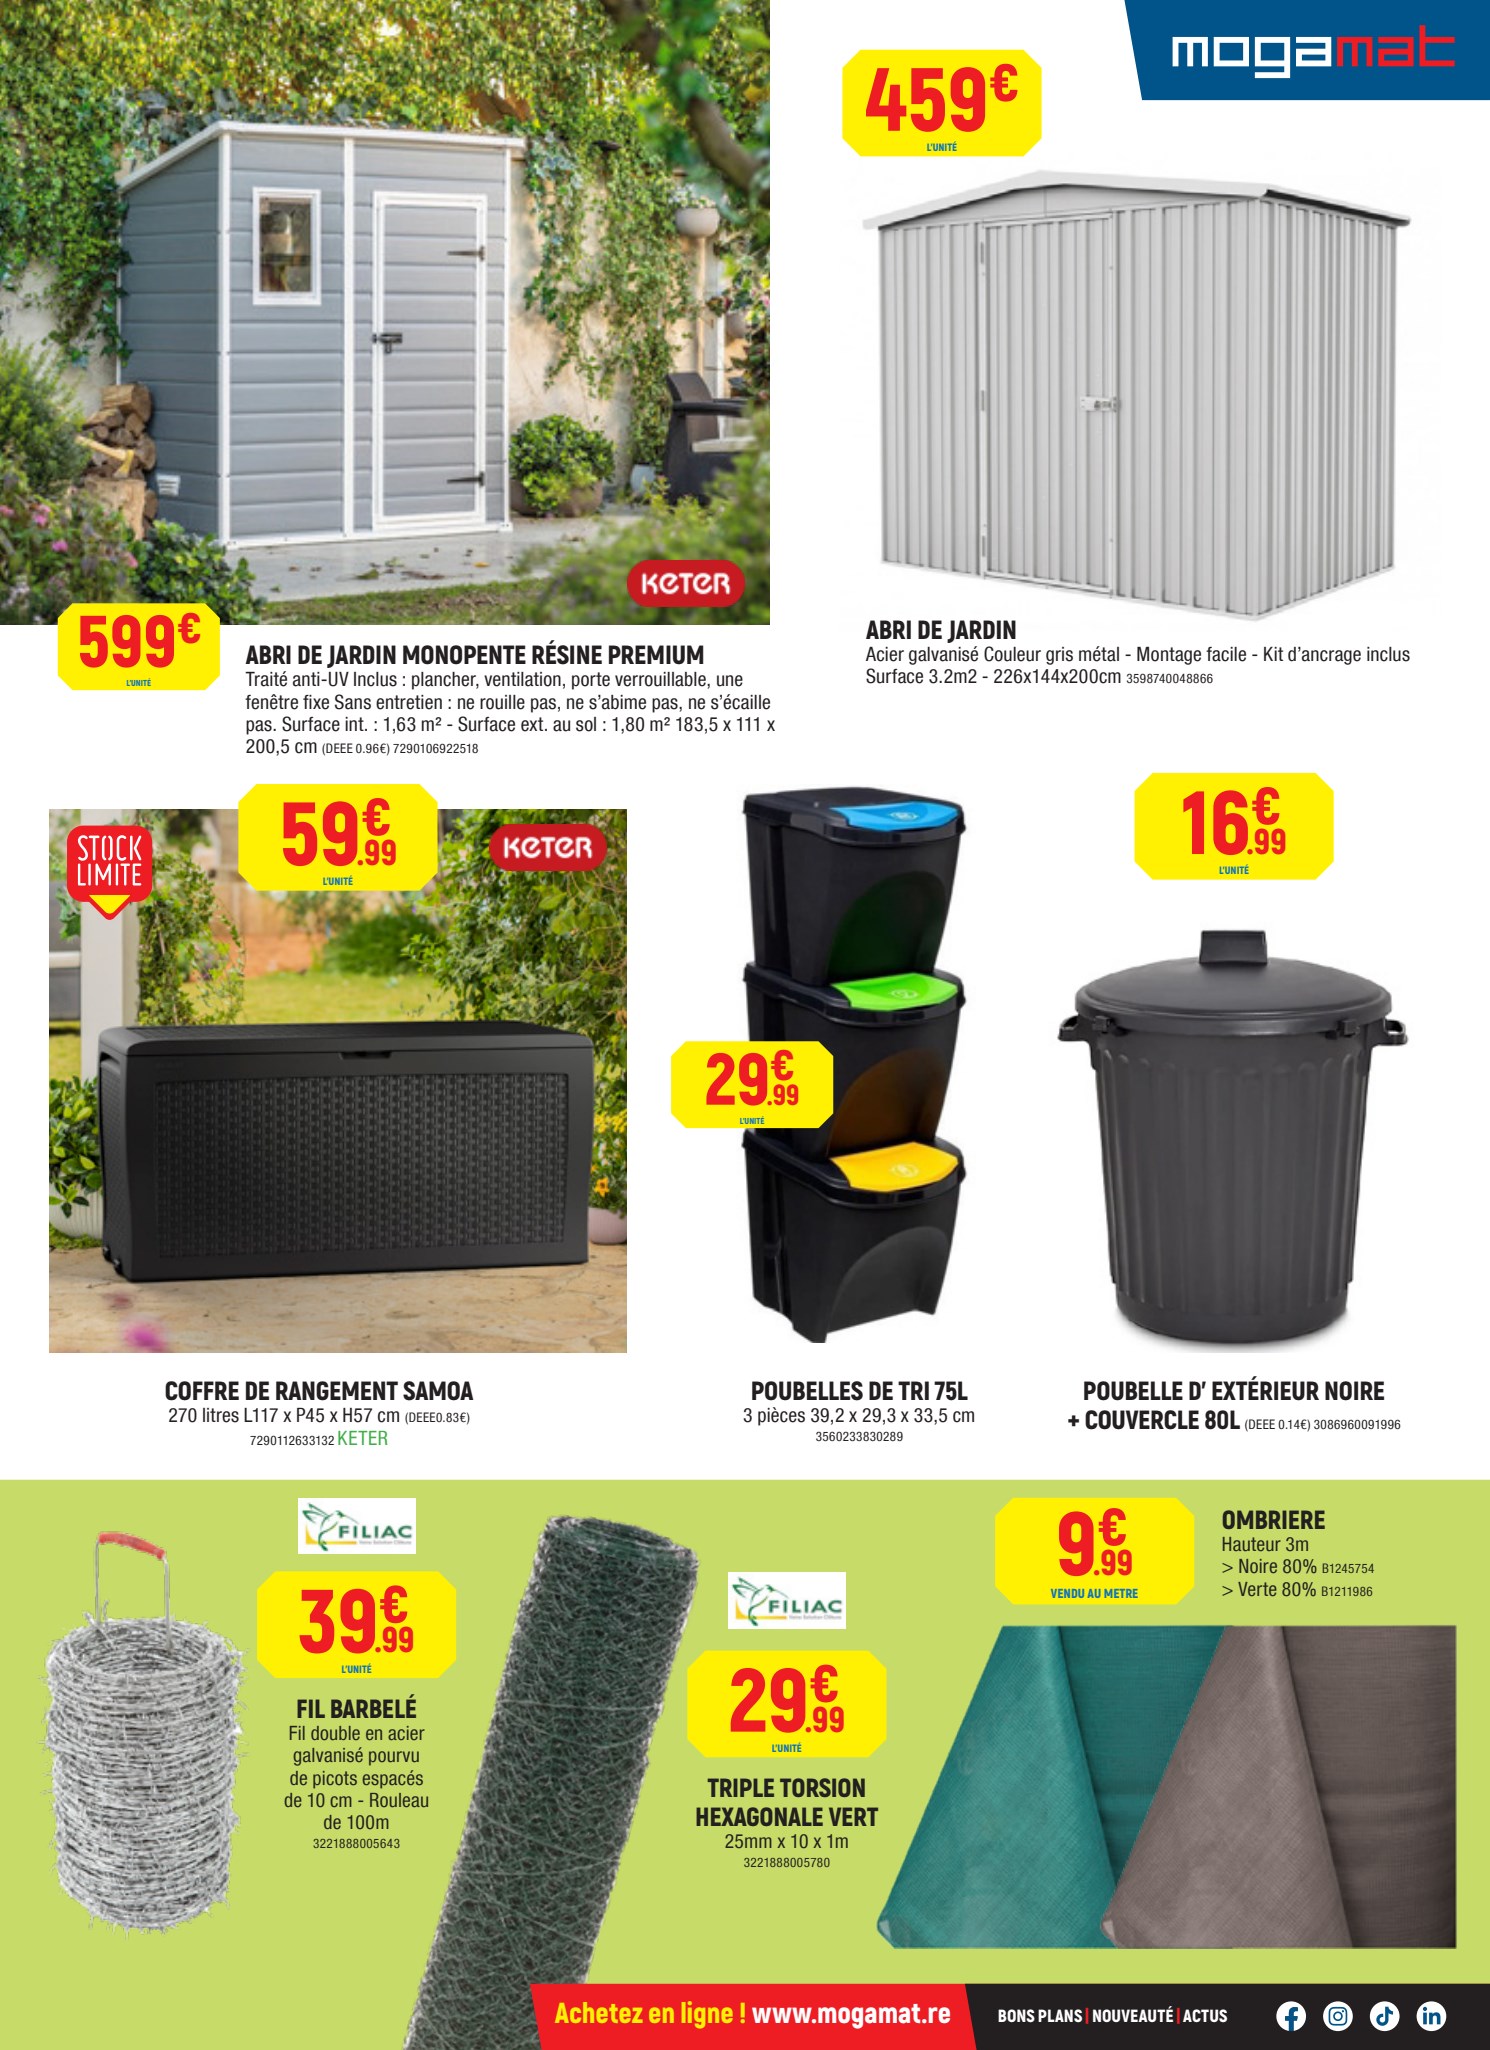 mogamat
459€
L'UNITÉ
KETER
599€
L'UNITÉ
ABRI DE JARDIN MONOPENTE RÉSINE PREMIUM
Traité anti-UV Inclus : plancher, ventilation, porte verrouillable, une
fenêtre fixe Sans entretien : ne rouille pas, ne s'abime pas, ne s'écaille
pas. Surface int. : 1,63 m² - Surface ext. au sol : 1,80 m² 183,5 x 111 x
200,5 cm (DEEE 0.96€) 7290106922518
ABRI DE JARDIN
Acier galvanisé Couleur gris métal - Montage facile - Kit d'ancrage inclus
Surface 3.2m2 - 226x144x200cm 3598740048866
STOCK
LIMITE
59€.99
L'UNITÉ
KETER
COFFRE DE RANGEMENT SAMOA
270 litres L117 x P45 x H57 cm (DEEE0.83€)
7290112633132 KETER
29€.99
L'UNITÉ
POUBELLES DE TRI 75L
3 pièces 39,2 x 29,3 x 33,5 cm
3560233830289
16€.99
L'UNITÉ
POUBELLE D' EXTÉRIEUR NOIRE
+ COUVERCLE 80L (DEEE 0.14€) 3086960091996
FILIAC
39€.99
L'UNITÉ
FIL BARBELÉ
Fil double en acier
galvanisé pourvu
de picots espacés
de 10 cm - Rouleau
de 100m
3221888005643
FILIAC
29€.99
L'UNITÉ
TRIPLE TORSION
HEXAGONALE VERT
25mm x 10 x 1m
3221888005780
9€.99
VENDU AU METRE
OMBRIERE
Hauteur 3m
> Noire 80% B1245754
> Verte 80% B1211986
Achetez en ligne ! www.mogamat.re
BONS PLANS | NOUVEAUTÉ | ACTUS